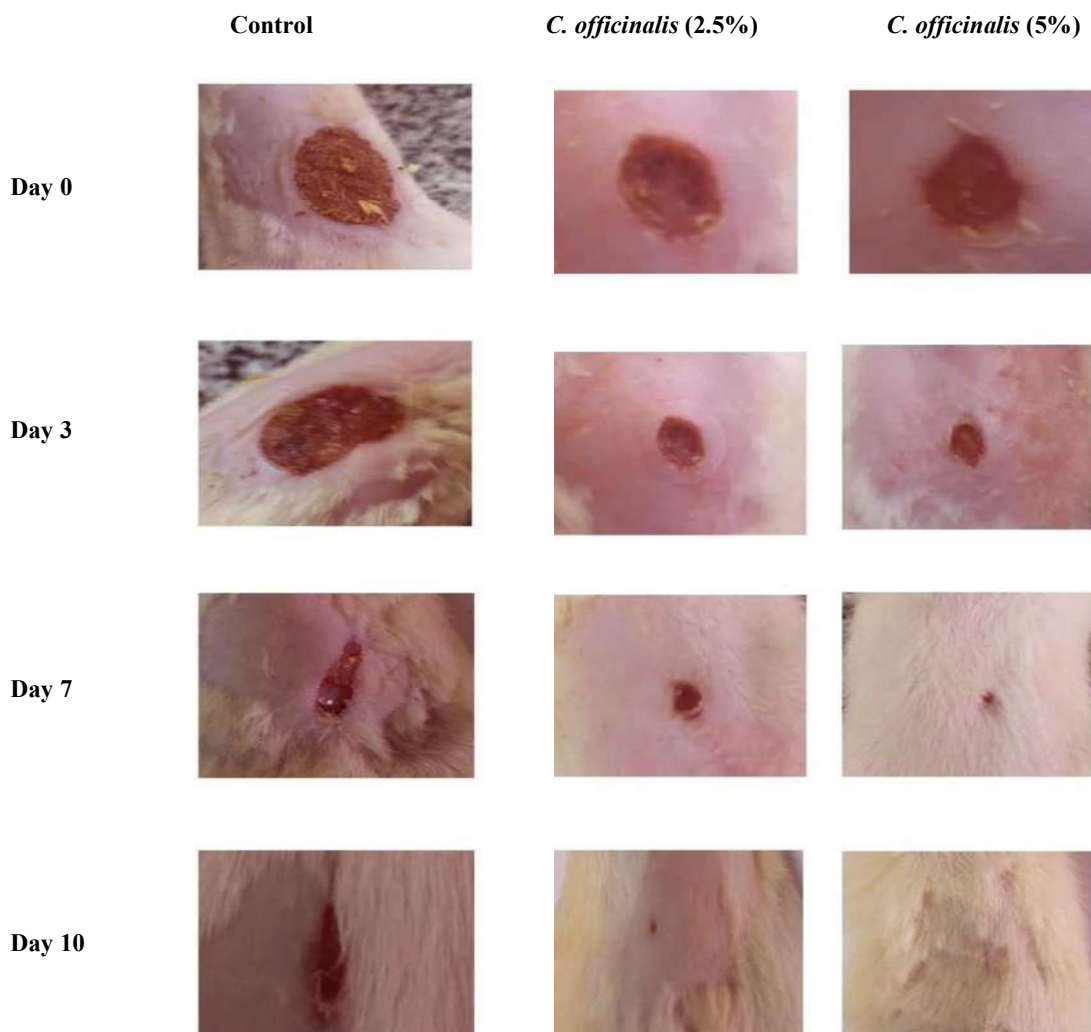 Control C. officinalis (2.5%) C. officinalis (5%)
Day 0
Day 3
Day 7
Day 10